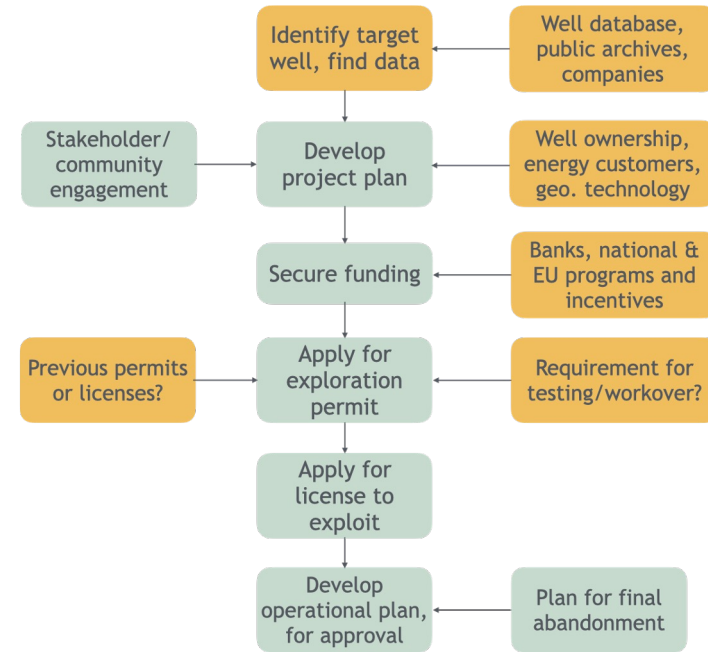 Identify target
well, find data
Well database,
public archives,
companies
Stakeholder/
community
engagement
Develop
project plan
Well ownership,
energy customers,
geo. technology
Secure funding
Banks, national &
EU programs and
incentives
Previous permits
or licenses?
Apply for
exploration
permit
Requirement for
testing/workover?
Apply for
license to
exploit
Develop
operational plan,
for approval
Plan for final
abandonment